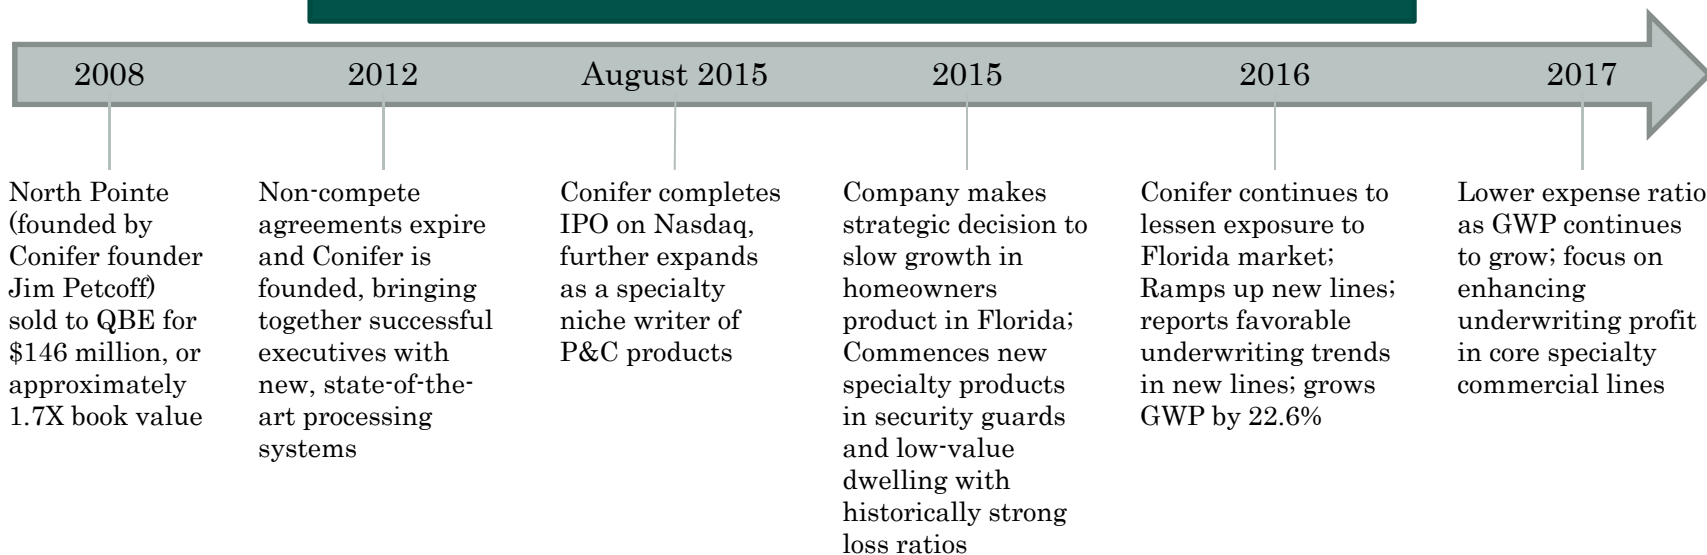 2008
2012
August 2015
2015
2016
2017
North Pointe
(founded by
Conifer founder
Jim Petcoff)
sold to QBE for
$146 million, or
approximately
1.7X book value
Non-compete
agreements expire
and Conifer is
founded, bringing
together successful
executives with
new, state-of-the-
art processing
systems
Conifer completes
IPO on Nasdaq,
further expands
as a specialty
niche writer of
P&C products
Company makes
strategic decision to
slow growth in
homeowners
product in Florida;
Commences new
specialty products
in security guards
and low-value
dwelling with
historically strong
loss ratios
Conifer continues to
lessen exposure to
Florida market;
Ramps up new lines;
reports favorable
underwriting trends
in new lines; grows
GWP by 22.6%
Lower expense ratio
as GWP continues
to grow; focus on
enhancing
underwriting profit
in core specialty
commercial lines